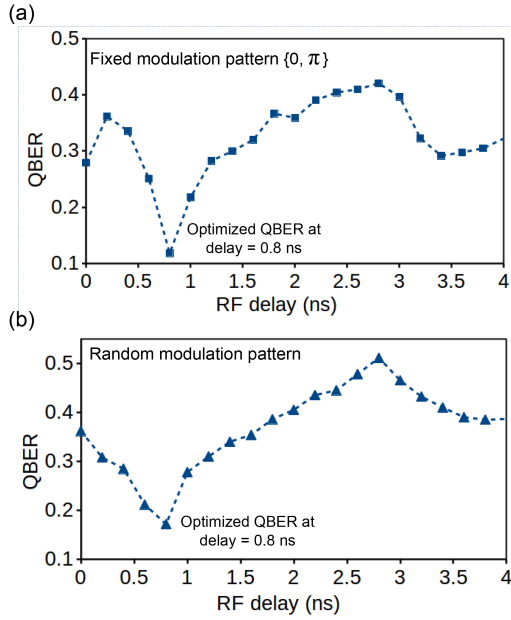 (a)
0.5
Fixed modulation pattern {0, π}
0.4
QBER
0.3
0.2
Optimized QBER at
delay = 0.8 ns
0.1
0 0.5 1 1.5 2 2.5 3 3.5 4
RF delay (ns)
(b)
Random modulation pattern
0.5
0.4
QBER
0.3
0.2
Optimized QBER at
delay = 0.8 ns
0.1
0 0.5 1 1.5 2 2.5 3 3.5 4
RF delay (ns)